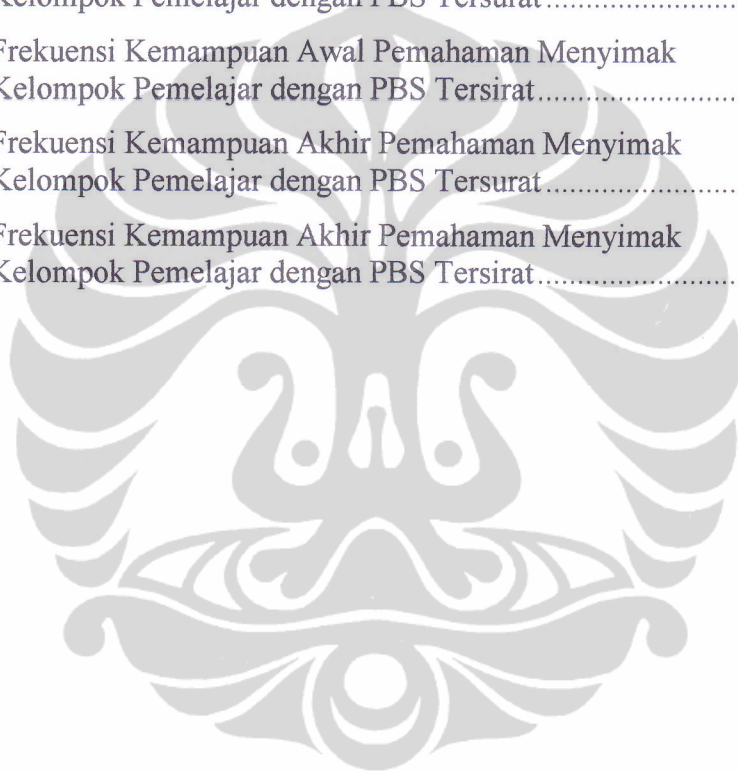 Kelompok Pemelajar dengan PBS Tersurat........................
Frekuensi Kemampuan Awal Pemahaman Menyimak
Kelompok Pemelajar dengan PBS Tersirat.........................
Frekuensi Kemampuan Akhir Pemahaman Menyimak
Kelompok Pemelajar dengan PBS Tersurat........................
Frekuensi Kemampuan Akhir Pemahaman Menyimak
Kelompok Pemelajar dengan PBS Tersirat.........................